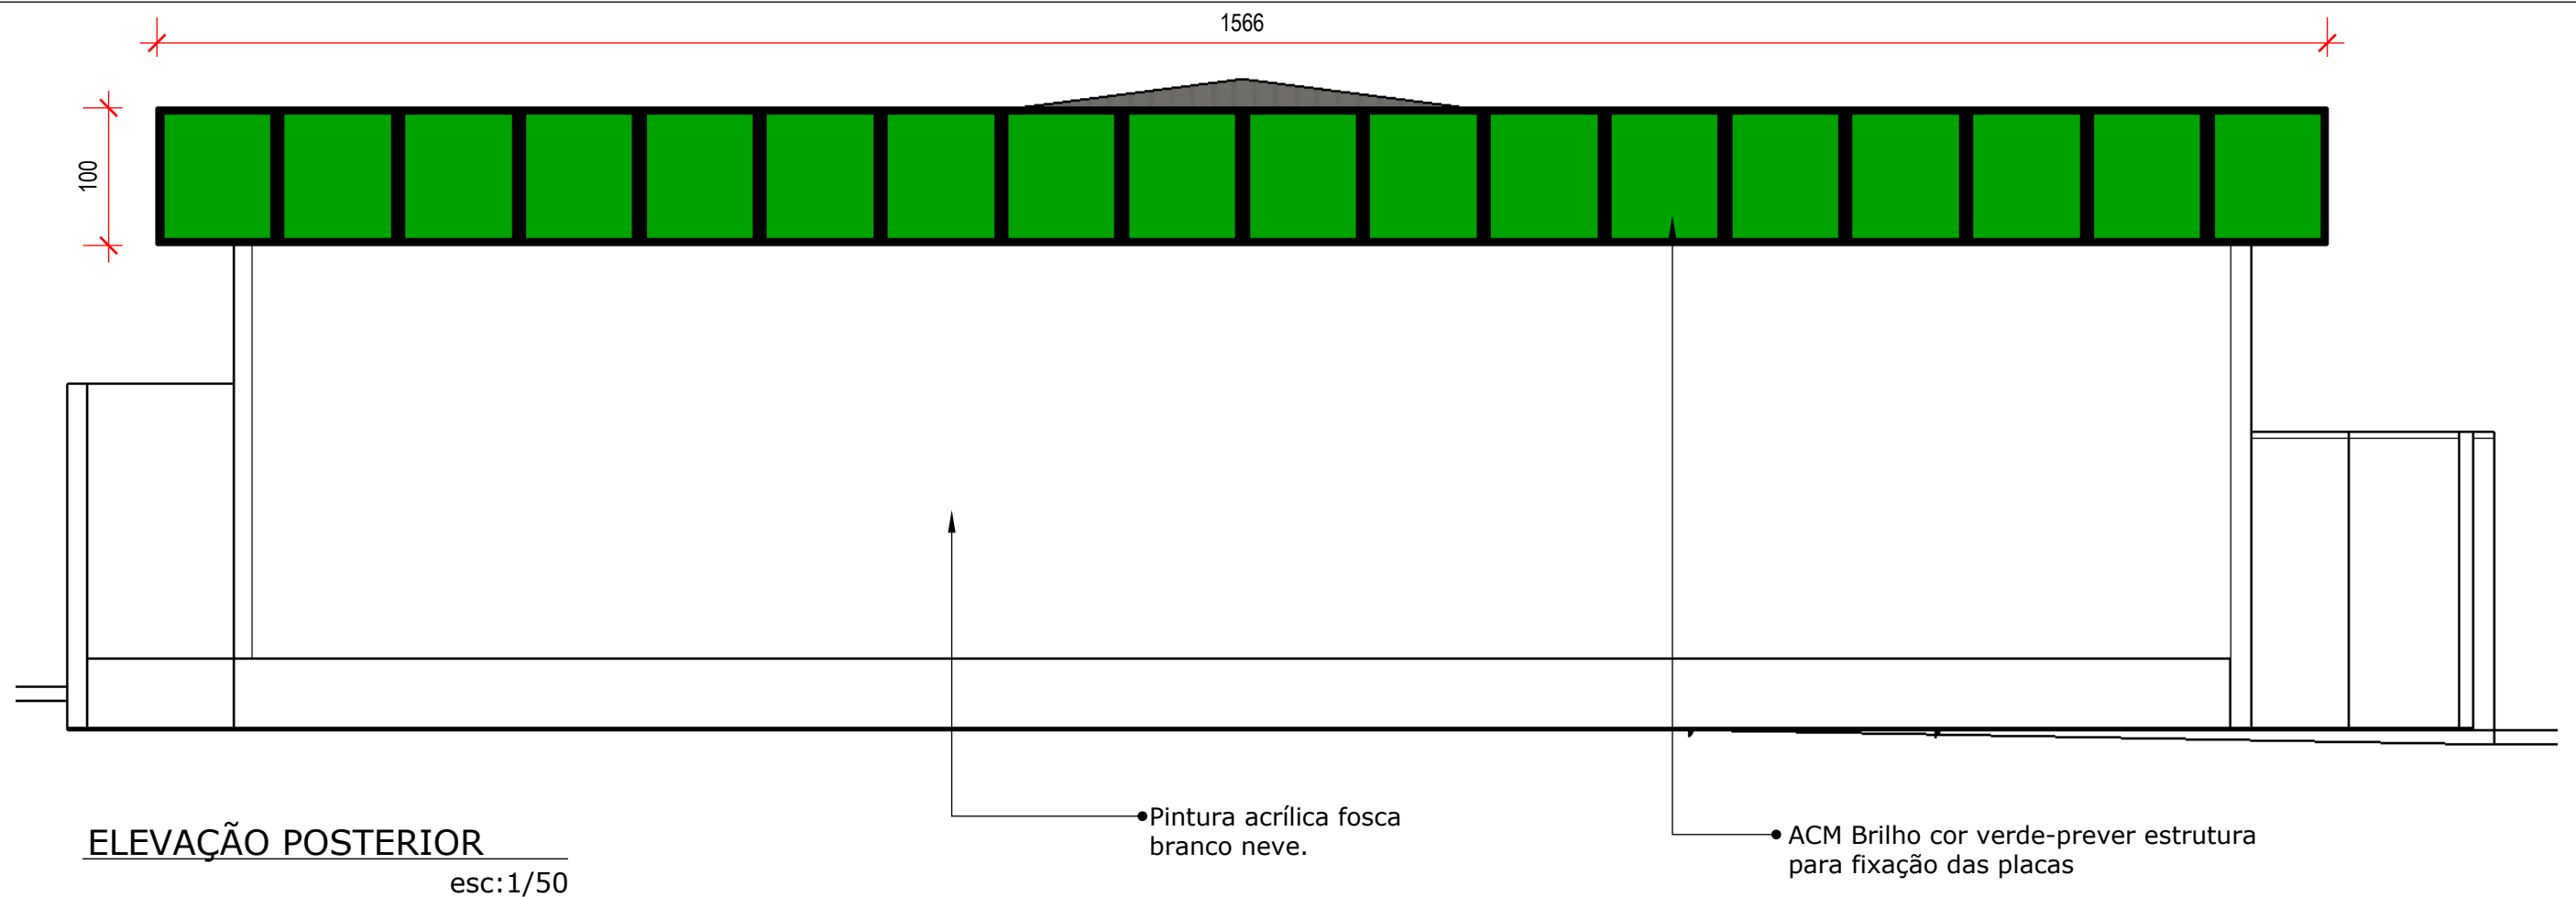 1566
100
Pintura acrílica fosca
branco neve.
ACM Brilho cor verde-prever estrutura
para fixação das placas
ELEVAÇÃO POSTERIOR
esc:1/50